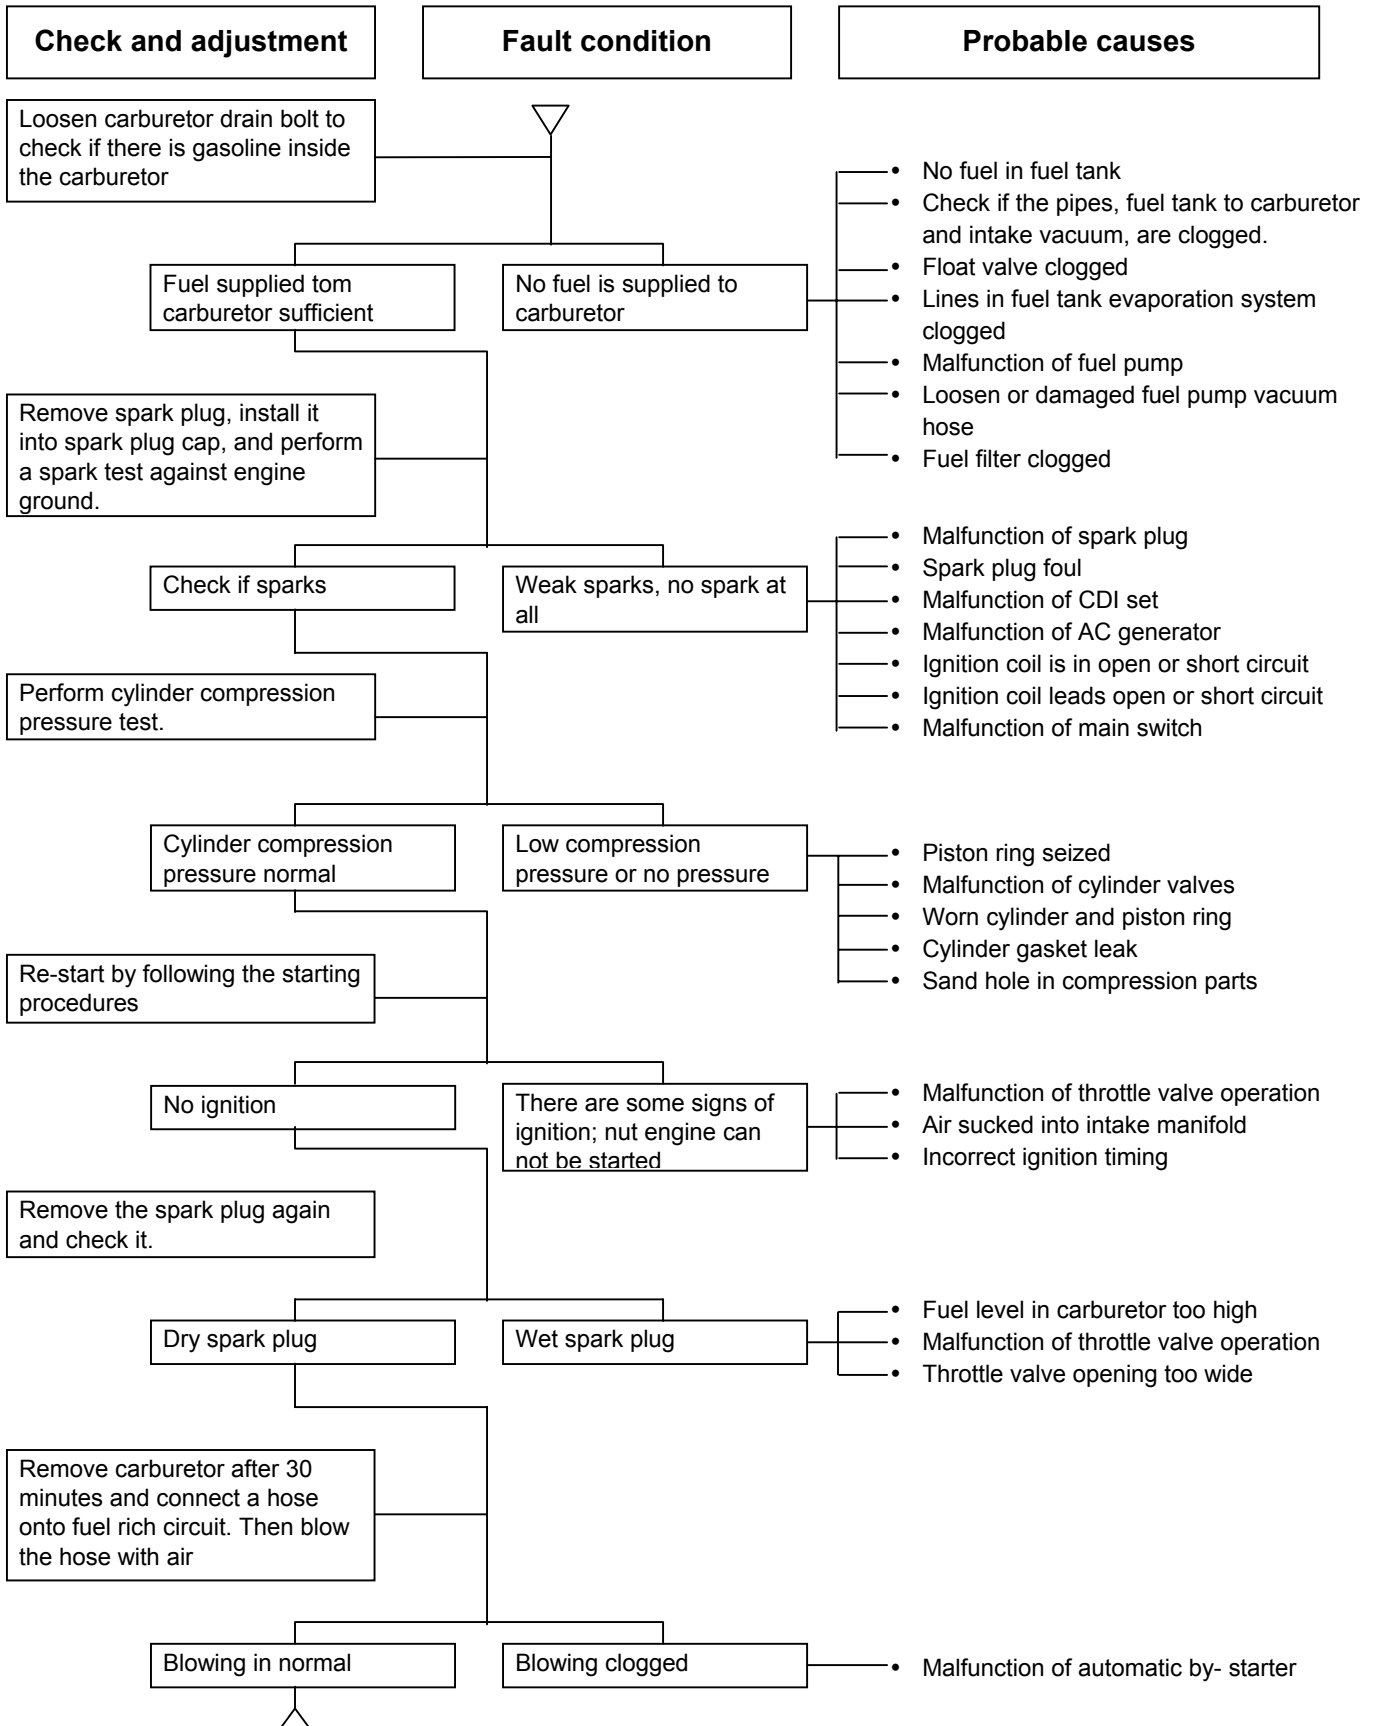 Check and adjustment
Fault condition
Probable causes
Loosen carburetor drain bolt to
check if there is gasoline inside
the carburetor
• No fuel in fuel tank
• Check if the pipes, fuel tank to carburetor
and intake vacuum, are clogged.
• Float valve clogged
• Lines in fuel tank evaporation system
clogged
• Malfunction of fuel pump
• Loosen or damaged fuel pump vacuum
hose
• Fuel filter clogged
Fuel supplied tom
carburetor sufficient
No fuel is supplied to
carburetor
Remove spark plug, install it
into spark plug cap, and perform
a spark test against engine
ground.
Check if sparks
Weak sparks, no spark at
all
• Malfunction of spark plug
• Spark plug foul
• Malfunction of CDI set
• Malfunction of AC generator
• Ignition coil is in open or short circuit
• Ignition coil leads open or short circuit
• Malfunction of main switch
Perform cylinder compression
pressure test.
Cylinder compression
pressure normal
Low compression
pressure or no pressure
• Piston ring seized
• Malfunction of cylinder valves
• Worn cylinder and piston ring
• Cylinder gasket leak
• Sand hole in compression parts
Re-start by following the starting
procedures
No ignition
There are some signs of
ignition; nut engine can
not be started
• Malfunction of throttle valve operation
• Air sucked into intake manifold
• Incorrect ignition timing
Remove the spark plug again
and check it.
Dry spark plug
Wet spark plug
• Fuel level in carburetor too high
• Malfunction of throttle valve operation
• Throttle valve opening too wide
Remove carburetor after 30
minutes and connect a hose
onto fuel rich circuit. Then blow
the hose with air
Blowing in normal
Blowing clogged
• Malfunction of automatic by- starter